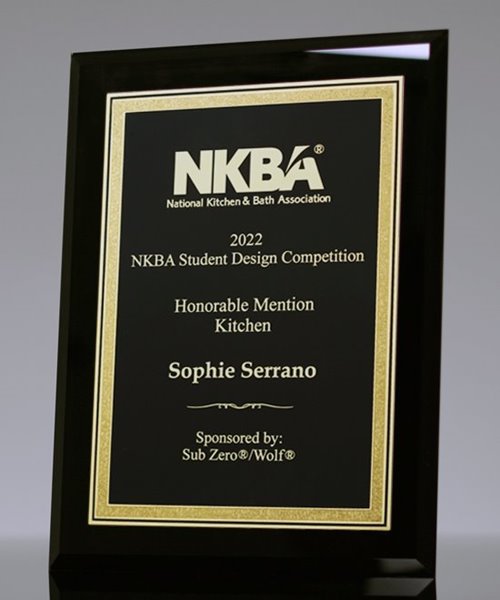 NKBA®
National Kitchen & Bath Association
2022
NKBA Student Design Competition
Honorable Mention
Kitchen
Sophie Serrano
Sponsored by:
Sub Zero®/Wolf®